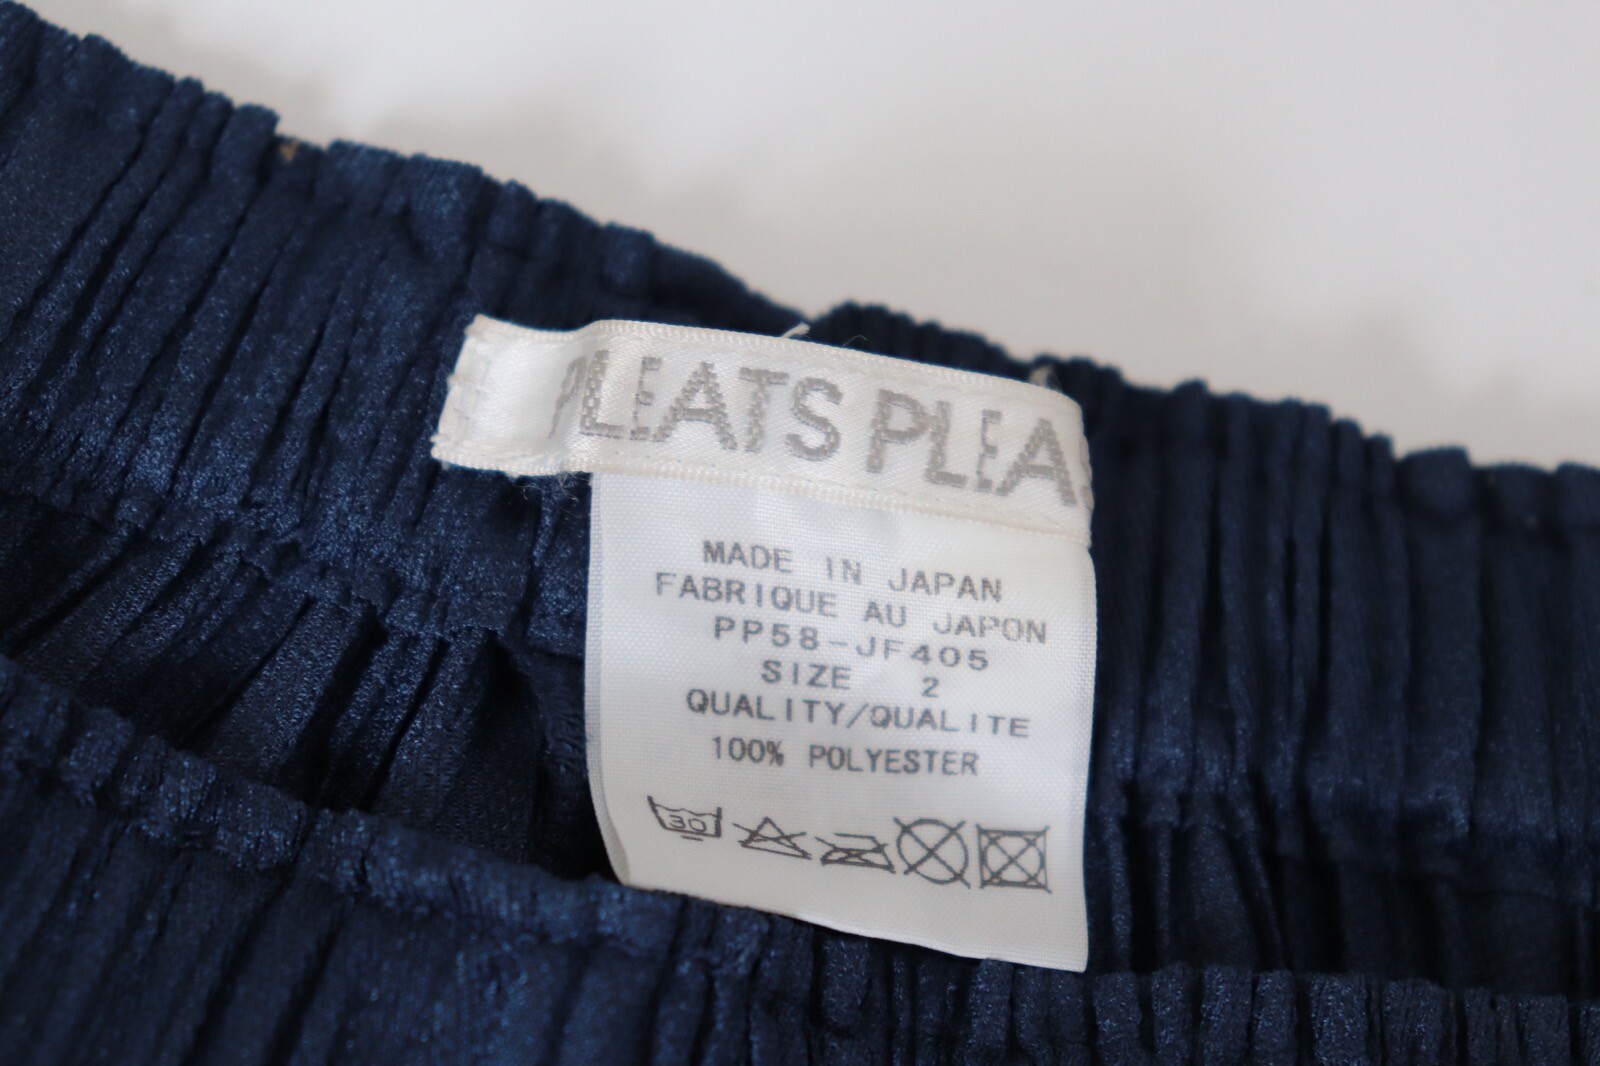 PLEATS PLEA
MADE IN JAPAN
FABRIQUE AU JAPON
PP58-JF405
SIZE 2
QUALITY/QUALITE
100% POLYESTER
30